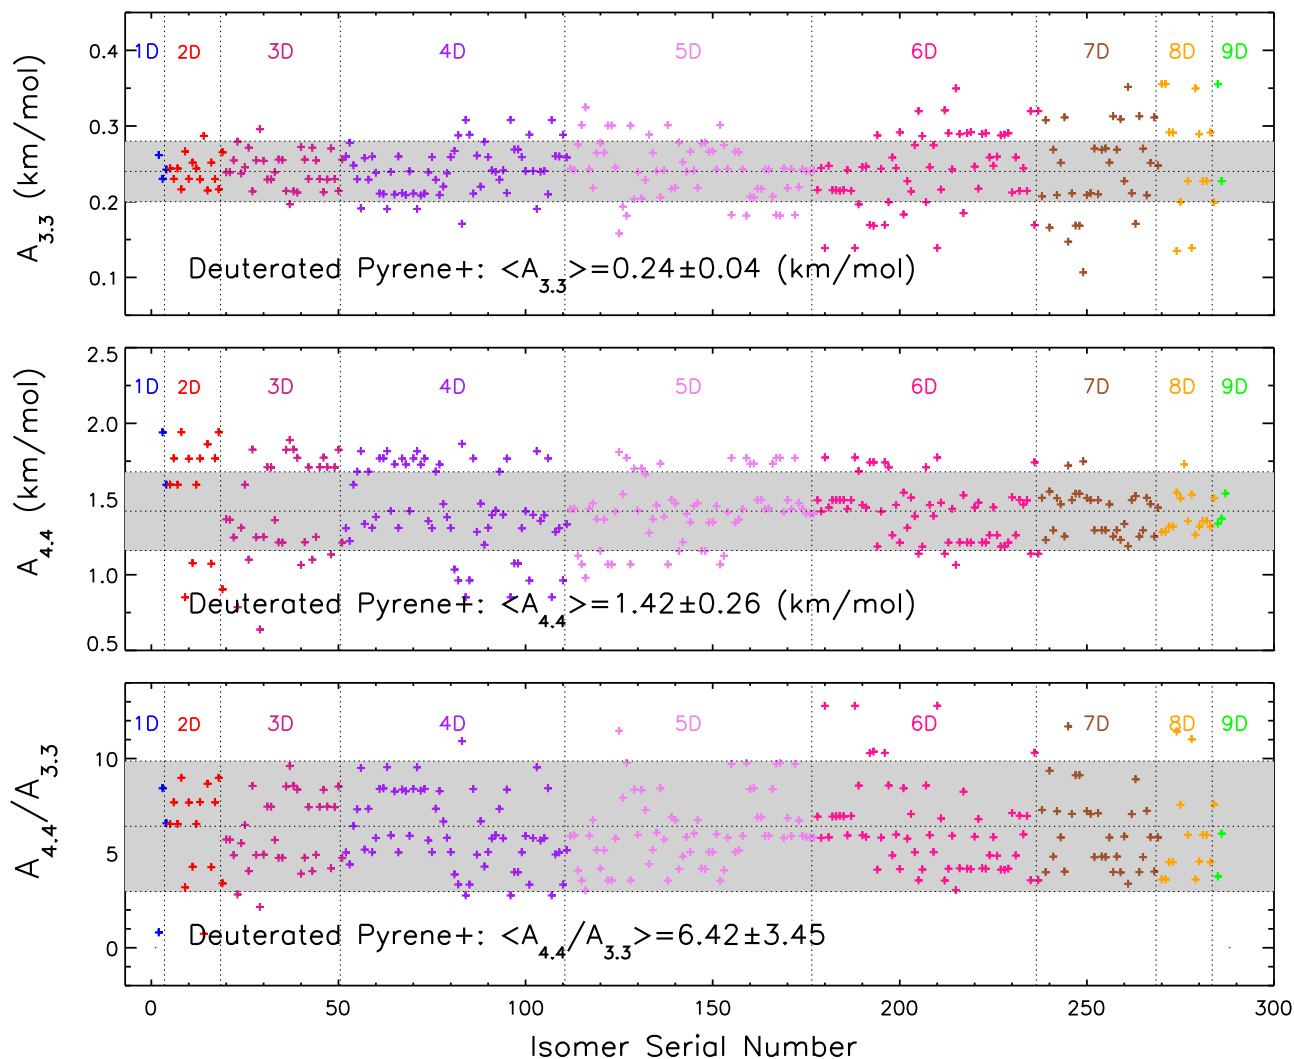 A3.3 (km/mol)
0.4
0.3
0.2
0.1
1D 2D 3D 4D 5D 6D 7D 8D 9D
Deuterated Pyrene+: <A3.3>=0.24±0.04 (km/mol)
A4.4 (km/mol)
2.5
2.0
1.5
1.0
0.5
1D 2D 3D 4D 5D 6D 7D 8D 9D
Deuterated Pyrene+: <A4.4>=1.42±0.26 (km/mol)
A4.4/A3.3
10
5
0
1D 2D 3D 4D 5D 6D 7D 8D 9D
Deuterated Pyrene+: <A4.4/A3.3>=6.42±3.45
0 50 100 150 200 250 300
Isomer Serial Number